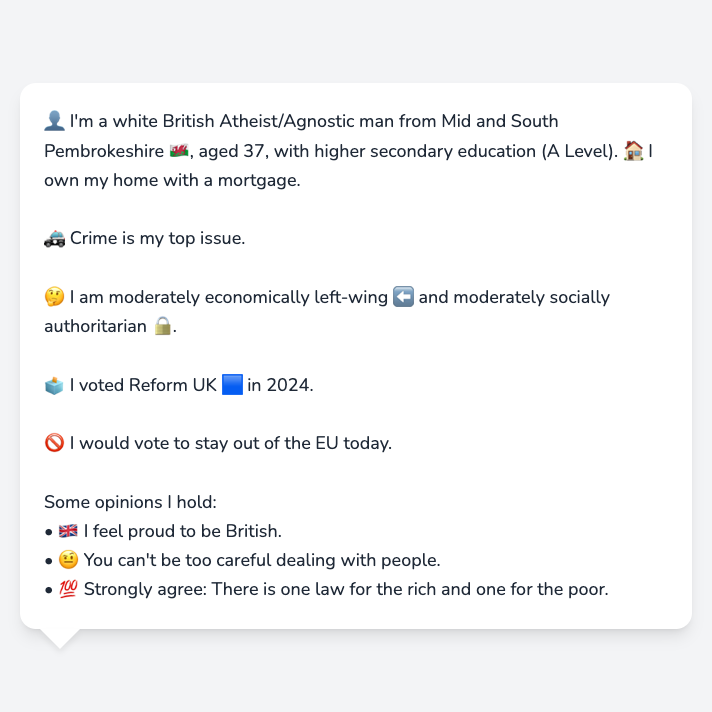 👤 I'm a white British Atheist/Agnostic man from Mid and South
Pembrokeshire 🏴󠁧󠁢󠁷󠁬󠁳󠁿, aged 37, with higher secondary education (A Level). 🏠 I
own my home with a mortgage.
🚓 Crime is my top issue.
🤔 I am moderately economically left-wing ⬅️ and moderately socially
authoritarian 🔒.
🗳️ I voted Reform UK 🟦 in 2024.
🚫 I would vote to stay out of the EU today.
Some opinions I hold:
• 🇬🇧 I feel proud to be British.
• 🤨 You can't be too careful dealing with people.
• 💯 Strongly agree: There is one law for the rich and one for the poor.